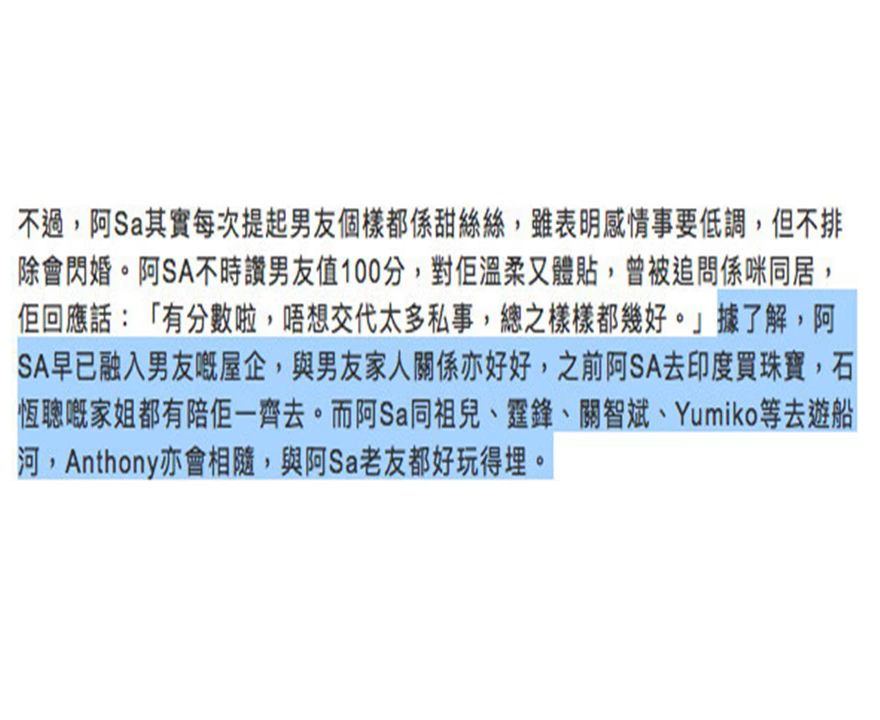 不過，阿Sa其實每次提起男友個樣都係甜絲絲，雖表明感情事要低調，但不排
除會閃婚。阿SA不時讚男友值100分，對佢溫柔又體貼，曾被追問係咪同居，
佢回應話：「有分數啦，唔想交代太多私事，總之樣樣都幾好。」據了解，阿
SA早已融入男友嘅屋企，與男友家人關係亦好好，之前阿SA去印度買珠寶，石
恆聰嘅家姐都有陪佢一齊去。而阿Sa同祖兒、霆鋒、關智斌、Yumiko等去遊船
河，Anthony亦會相隨，與阿Sa老友都好玩得埋。